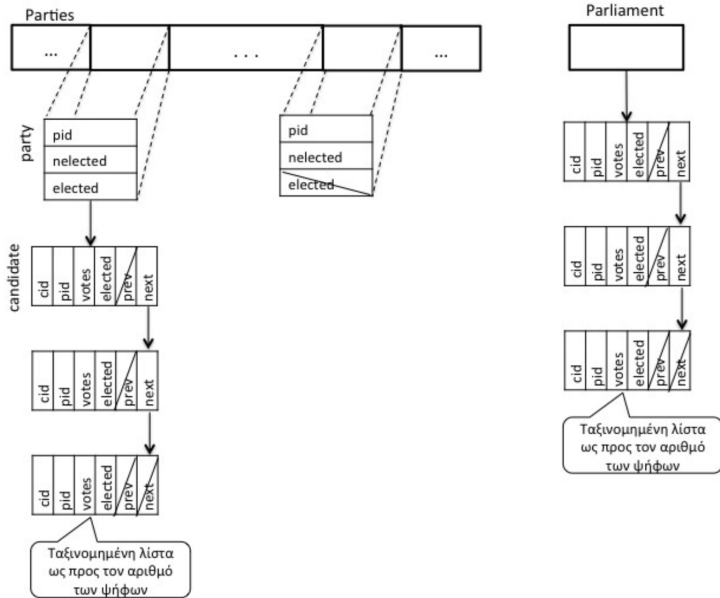 Parties
Parliament
...
. . .
...
party
pid
nelected
elected
pid
nelected
elected
cid
pid
votes
elected
prev
next
candidate
cid
pid
votes
elected
prev
next
cid
pid
votes
elected
prev
next
cid
pid
votes
elected
prev
next
cid
pid
votes
elected
prev
next
cid
pid
votes
elected
prev
next
Ταξινομημένη λίστα
ως προς τον αριθμό
των ψήφων
Ταξινομημένη λίστα
ως προς τον αριθμό
των ψήφων